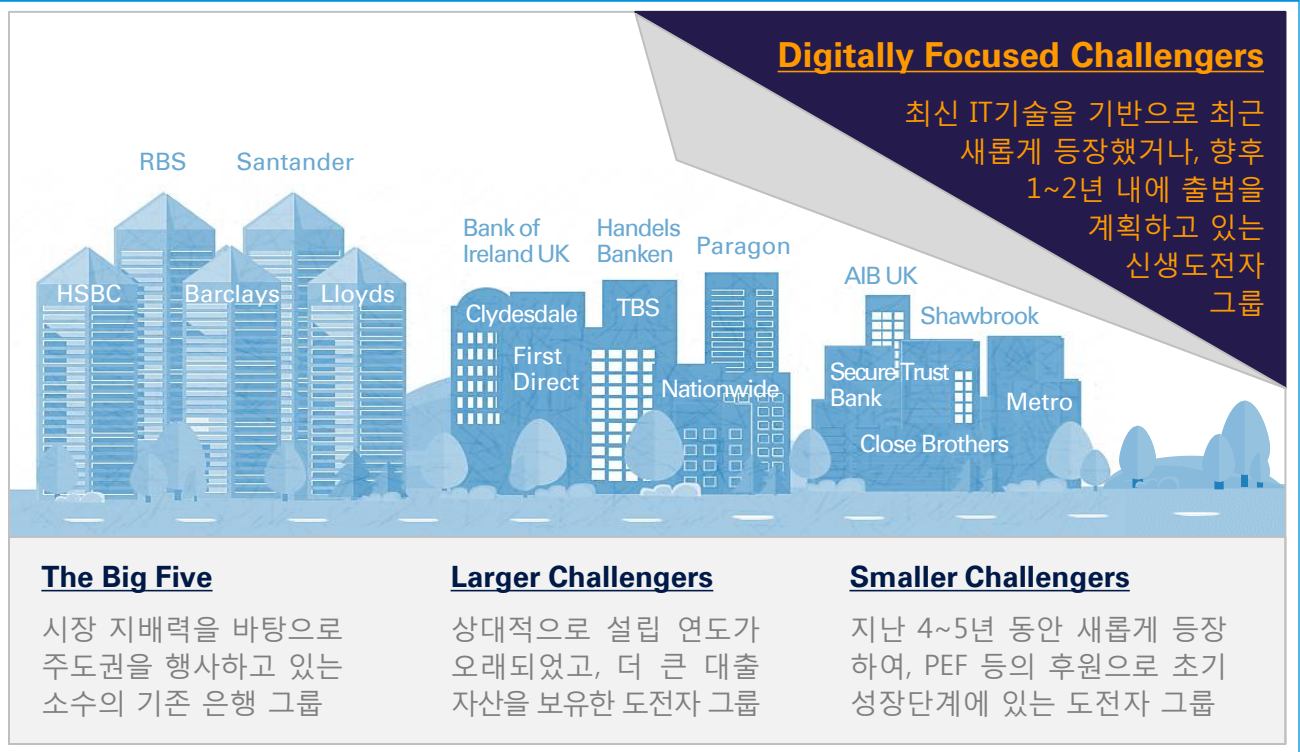 Digitally Focused Challengers
최신 IT기술을 기반으로 최근
새롭게 등장했거나, 향후
1~2년 내에 출범을
계획하고 있는
신생도전자
그룹
RBS
Santander
HSBC
Barclays
Lloyds
Bank of
Ireland UK
Handels
Banken
Paragon
Clydesdale
TBS
First
Direct
Nationwide
AIB UK
Shawbrook
Secure Trust
Bank
Metro
Close Brothers
The Big Five
시장 지배력을 바탕으로
주도권을 행사하고 있는
소수의 기존 은행 그룹
Larger Challengers
상대적으로 설립 연도가
오래되었고, 더 큰 대출
자산을 보유한 도전자 그룹
Smaller Challengers
지난 4~5년 동안 새롭게 등장
하여, PEF 등의 후원으로 초기
성장단계에 있는 도전자 그룹